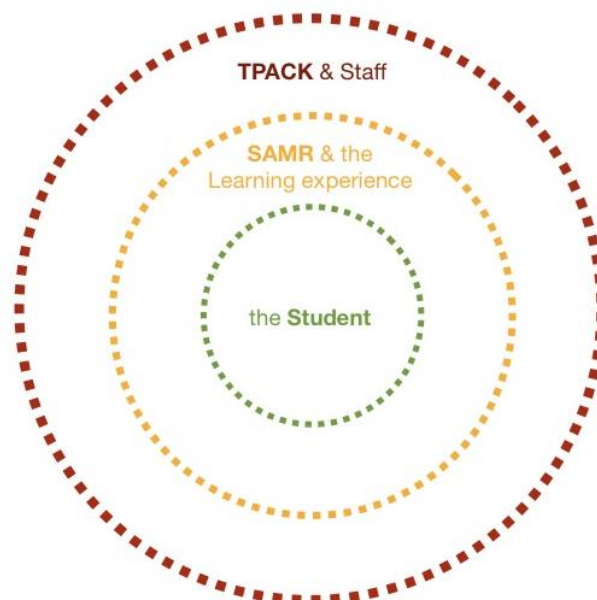 TPACK & Staff
SAMR & the
Learning experience
the Student